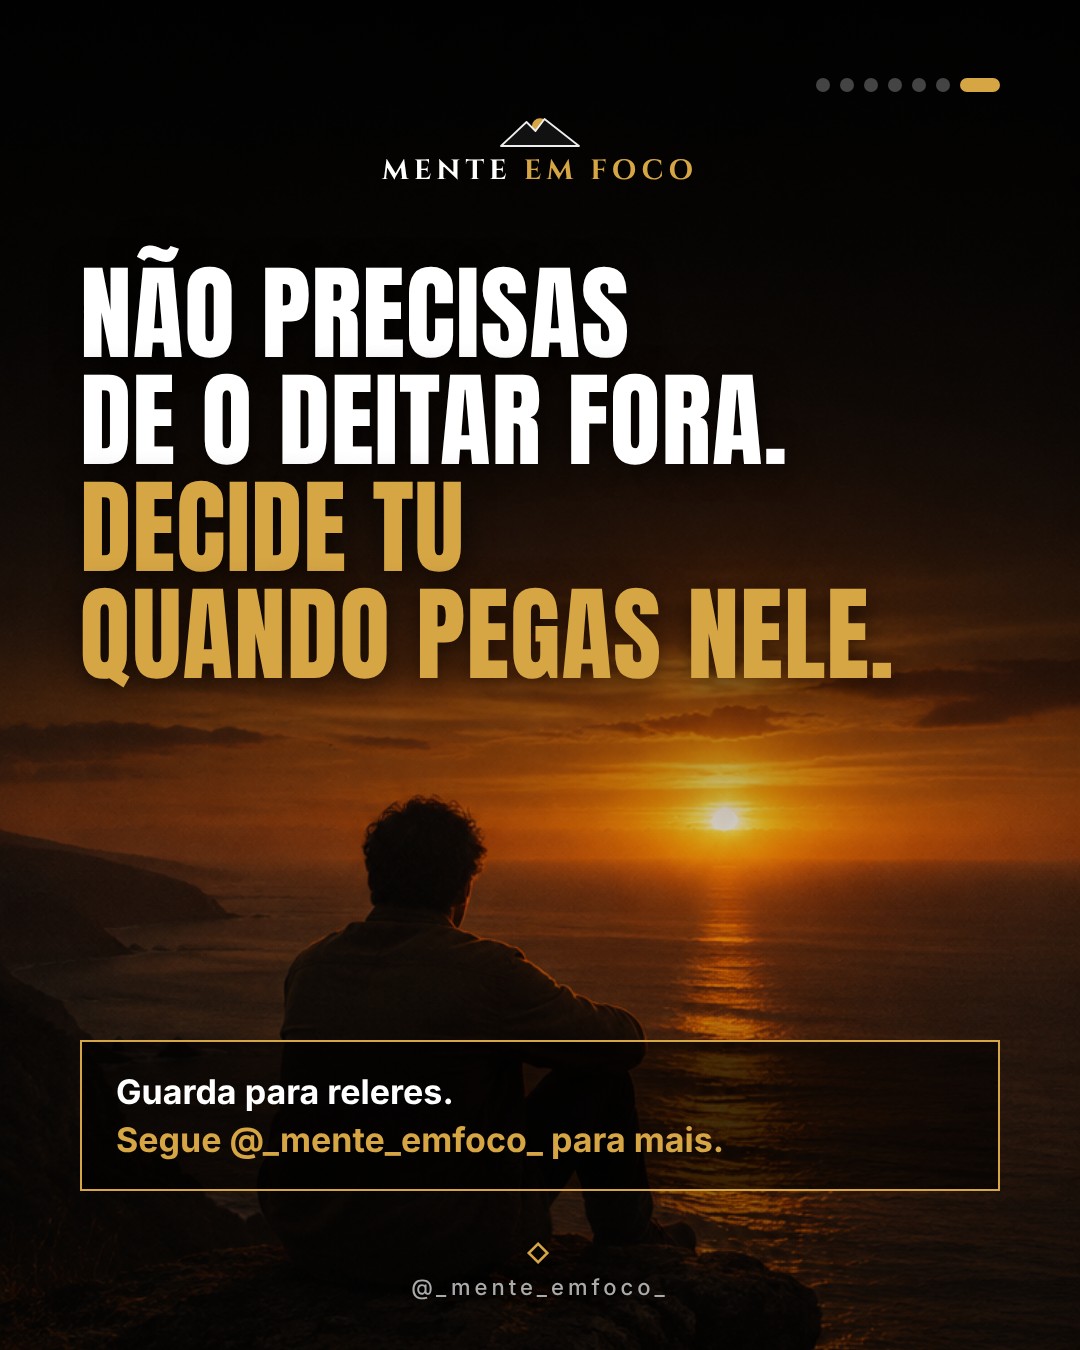 MENTE EM FOCO
NÃO PRECISAS
DE O DEITAR FORA.
DECIDE TU
QUANDO PEGAS NELE.
Guarda para releres.
Segue @_mente_emfoco_ para mais.
@_mente_emfoco_